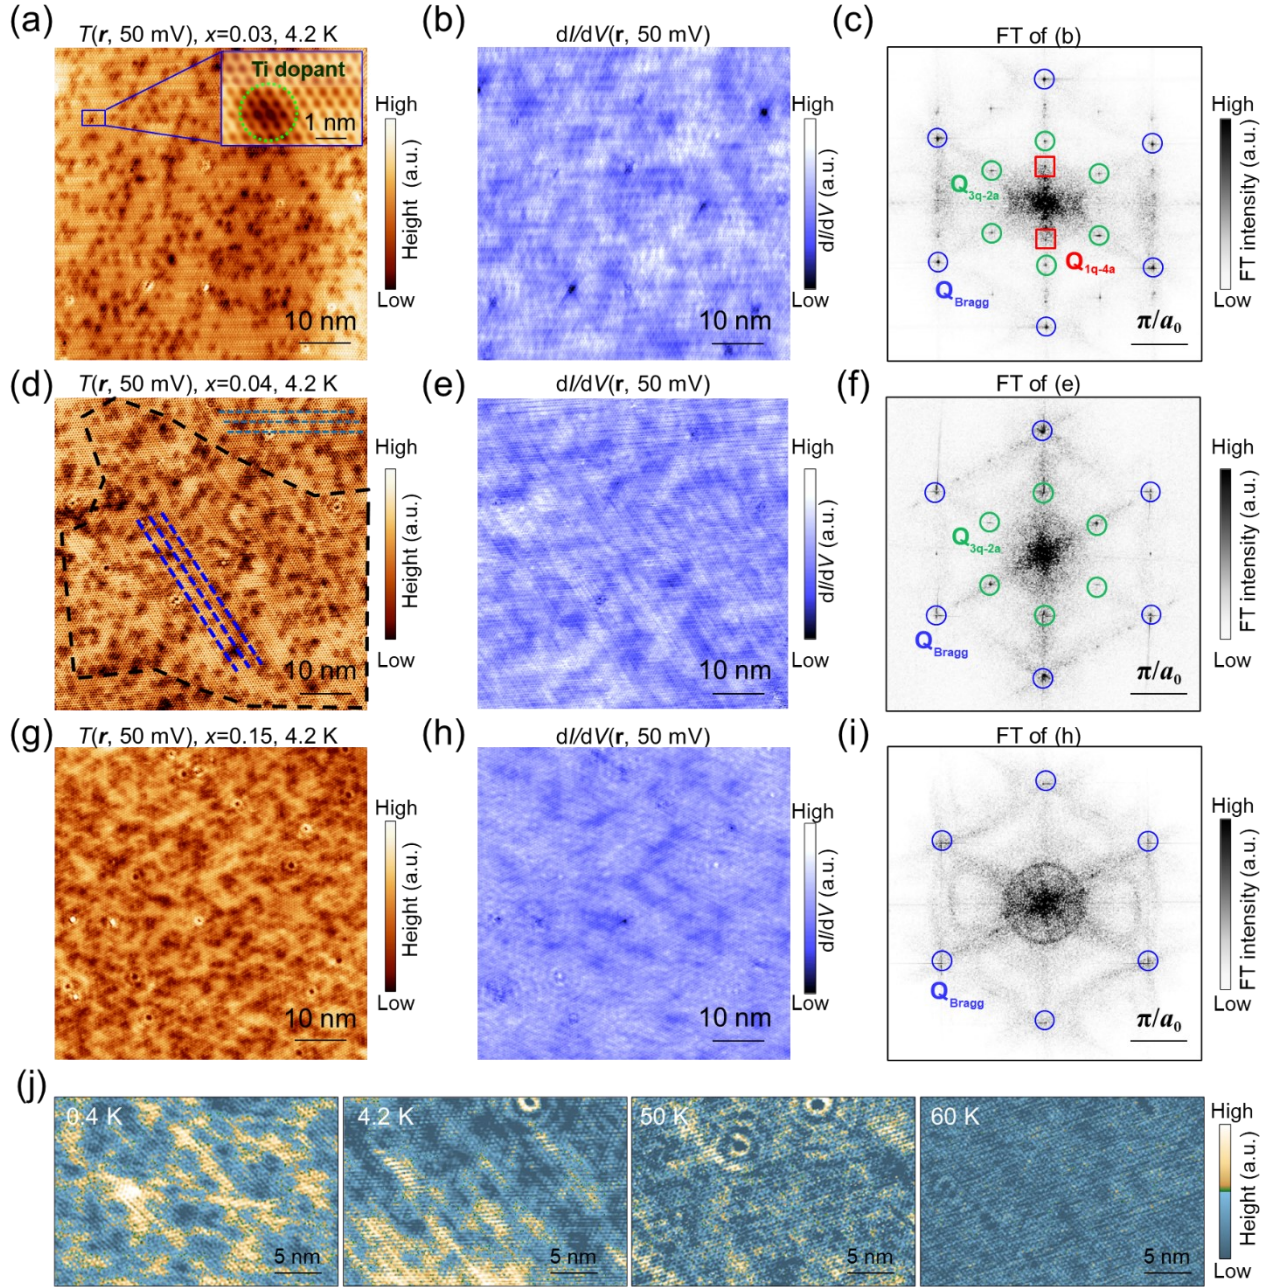 (a) T(r, 50 mV), x=0.03, 4.2 K
Ti dopant
1 nm
10 nm
High
Height (a.u.)
Low
(b) dI/dV(r, 50 mV)
10 nm
High
dI/dV (a.u.)
Low
(c) FT of (b)
Q3q-2a
Q1q-4a
QBragg
π/a0
High
FT intensity (a.u.)
Low
(d) T(r, 50 mV), x=0.04, 4.2 K
10 nm
High
Height (a.u.)
Low
(e) dI/dV(r, 50 mV)
10 nm
High
dI/dV (a.u.)
Low
(f) FT of (e)
Q3q-2a
QBragg
π/a0
High
FT intensity (a.u.)
Low
(g) T(r, 50 mV), x=0.15, 4.2 K
10 nm
High
Height (a.u.)
Low
(h) dI/dV(r, 50 mV)
10 nm
High
dI/dV (a.u.)
Low
(i) FT of (h)
QBragg
π/a0
High
FT intensity (a.u.)
Low
(j)
0.4 K
5 nm
4.2 K
5 nm
50 K
5 nm
60 K
5 nm
High
Height (a.u.)
Low